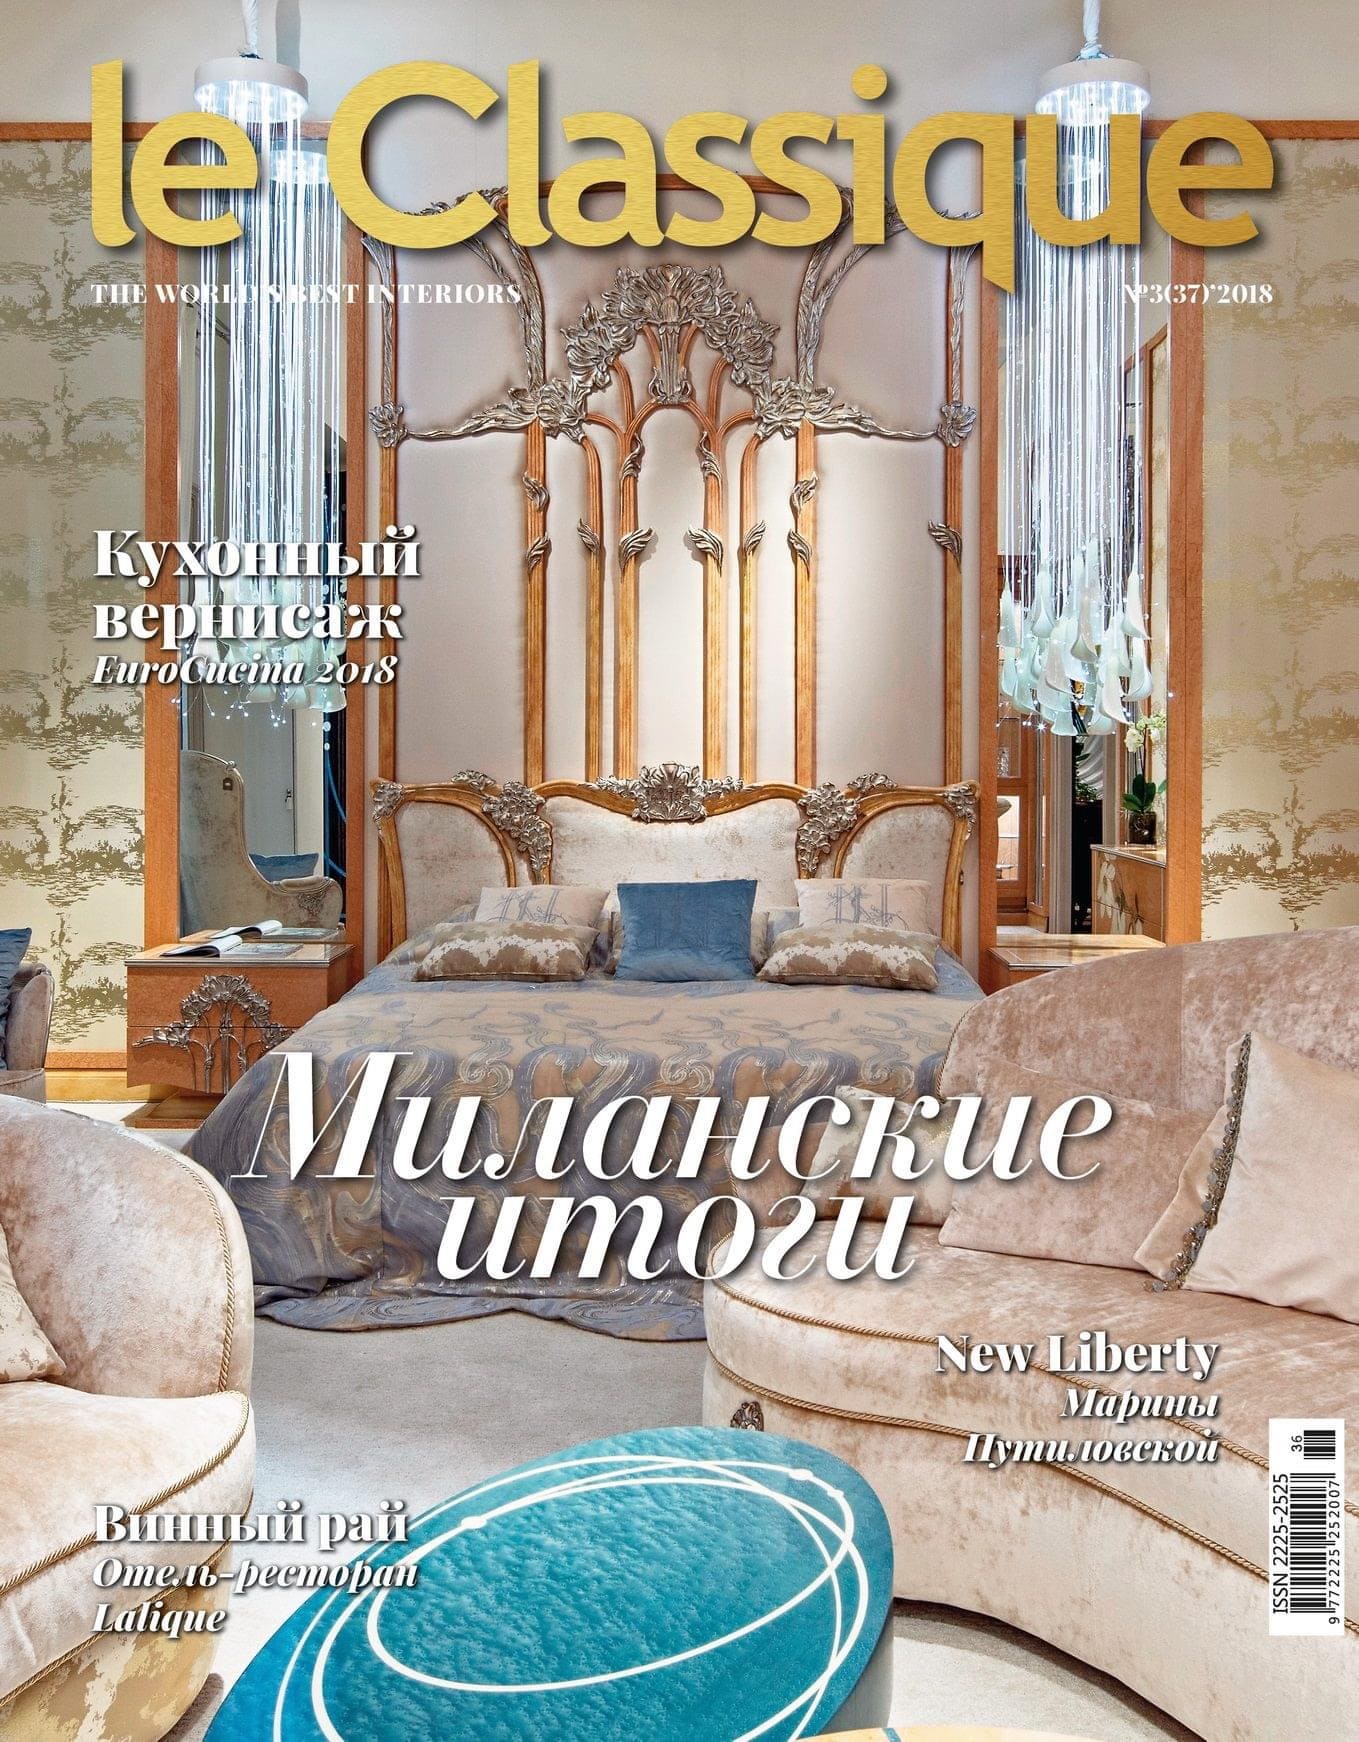 le Classique
THE WORLD'S BEST INTERIORS
№3(37)'2018
Кухонный
вернисаж
EuroCucina 2018
Миланские
итоги
New Liberty
Марины
Путиловской
Винный рай
Отель-ресторан
Lalique
ISSN 2225-2525
36
9 772225 252007